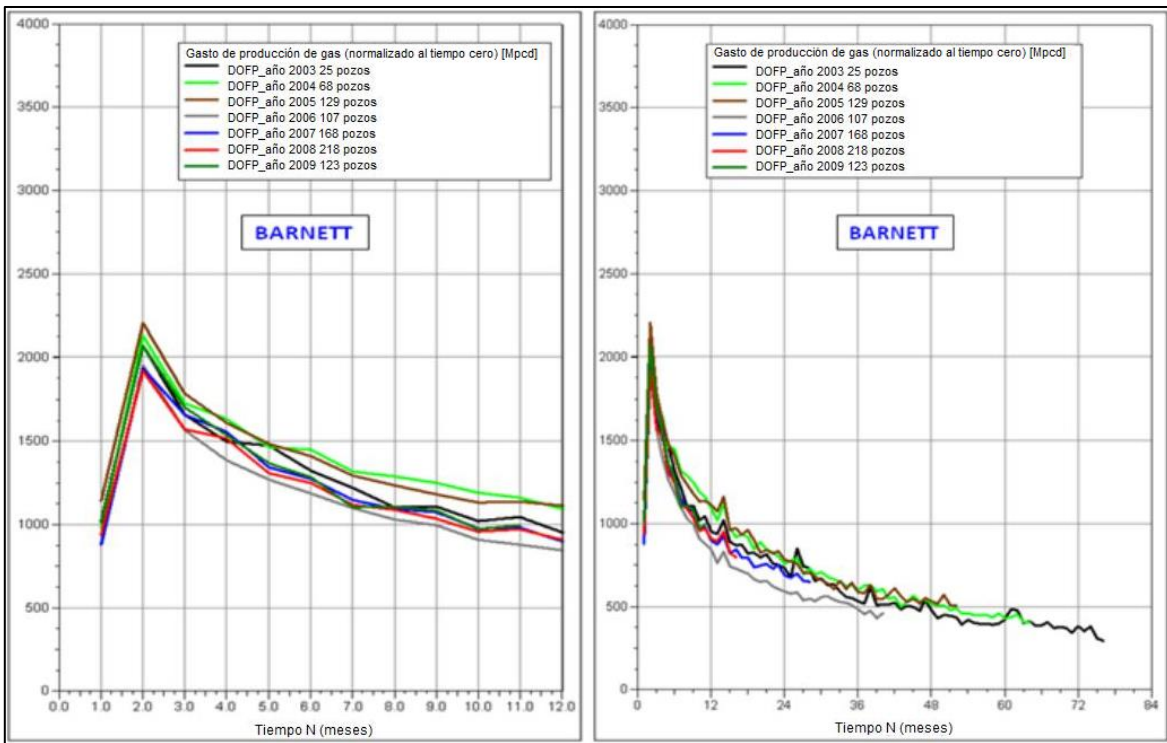 4000
3500
3000
2500
2000
1500
1000
500
0
Gasto de producción de gas (normalizado al tiempo cero) [Mpcd]
DOFP_año 2003 25 pozos
DOFP_año 2004 68 pozos
DOFP_año 2005 129 pozos
DOFP_año 2006 107 pozos
DOFP_año 2007 168 pozos
DOFP_año 2008 218 pozos
DOFP_año 2009 123 pozos
BARNETT
0.0 1.0 2.0 3.0 4.0 5.0 6.0 7.0 8.0 9.0 10.0 11.0 12.0
Tiempo N (meses)
4000
3500
3000
2500
2000
1500
1000
500
0
Gasto de producción de gas (normalizado al tiempo cero) [Mpcd]
DOFP_año 2003 25 pozos
DOFP_año 2004 68 pozos
DOFP_año 2005 129 pozos
DOFP_año 2006 107 pozos
DOFP_año 2007 168 pozos
DOFP_año 2008 218 pozos
DOFP_año 2009 123 pozos
BARNETT
0 12 24 36 48 60 72 84
Tiempo N (meses)